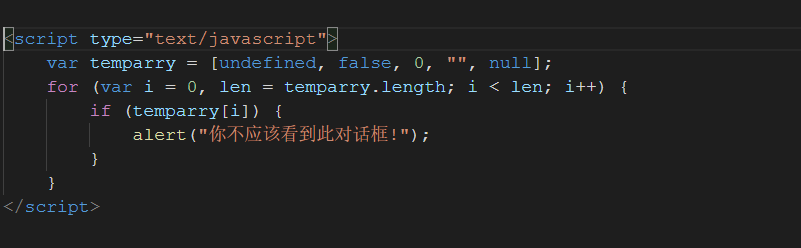 <script type="text/javascript">
    var temparry = [undefined, false, 0, "", null];
    for (var i = 0, len = temparry.length; i < len; i++) {
        if (temparry[i]) {
            alert("你不应该看到此对话框!");
        }
    }
</script>